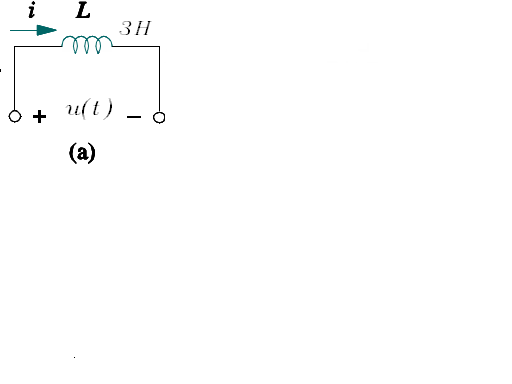 i L
3H
+ u(t) −
(a)